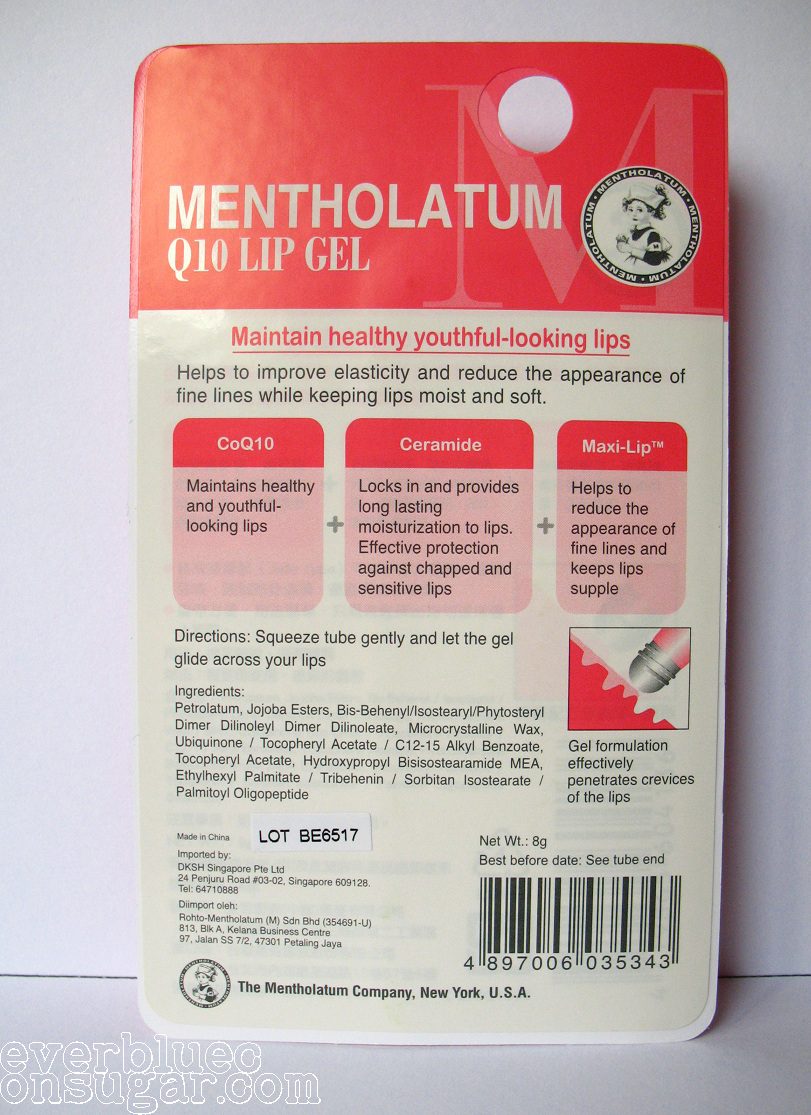 MENTHOLATUM
Q10 LIP GEL
MENTHOLATUM · MENTHOLATUM · MENTHOLATUM · MENTHOLATUM
Maintain healthy youthful-looking lips
Helps to improve elasticity and reduce the appearance of
fine lines while keeping lips moist and soft.
CoQ10
Maintains healthy
and youthful-
looking lips
+
Ceramide
Locks in and provides
long lasting
moisturization to lips.
Effective protection
against chapped and
sensitive lips
+
Maxi-Lip™
Helps to
reduce the
appearance of
fine lines and
keeps lips
supple
Directions: Squeeze tube gently and let the gel
glide across your lips
Ingredients:
Petrolatum, Jojoba Esters, Bis-Behenyl/Isostearyl/Phytosteryl
Dimer Dilinoleyl Dimer Dilinoleate, Microcrystalline Wax,
Ubiquinone / Tocopheryl Acetate / C12-15 Alkyl Benzoate,
Tocopheryl Acetate, Hydroxypropyl Bisisostearamide MEA,
Ethylhexyl Palmitate / Tribehenin / Sorbitan Isostearate /
Palmitoyl Oligopeptide
Gel formulation
effectively
penetrates crevices
of the lips
Made in China
LOT BE6517
Imported by:
DKSH Singapore Pte Ltd
24 Penjuru Road #03-02, Singapore 609128.
Tel: 64710888
Diimport oleh:
Rohto-Mentholatum (M) Sdn Bhd (354691-U)
813, Blk A, Kelana Business Centre
97, Jalan SS 7/2, 47301 Petaling Jaya
Net Wt.: 8g
Best before date: See tube end
4 897006 035343
The Mentholatum Company, New York, U.S.A.
everbluec
onsugar.com